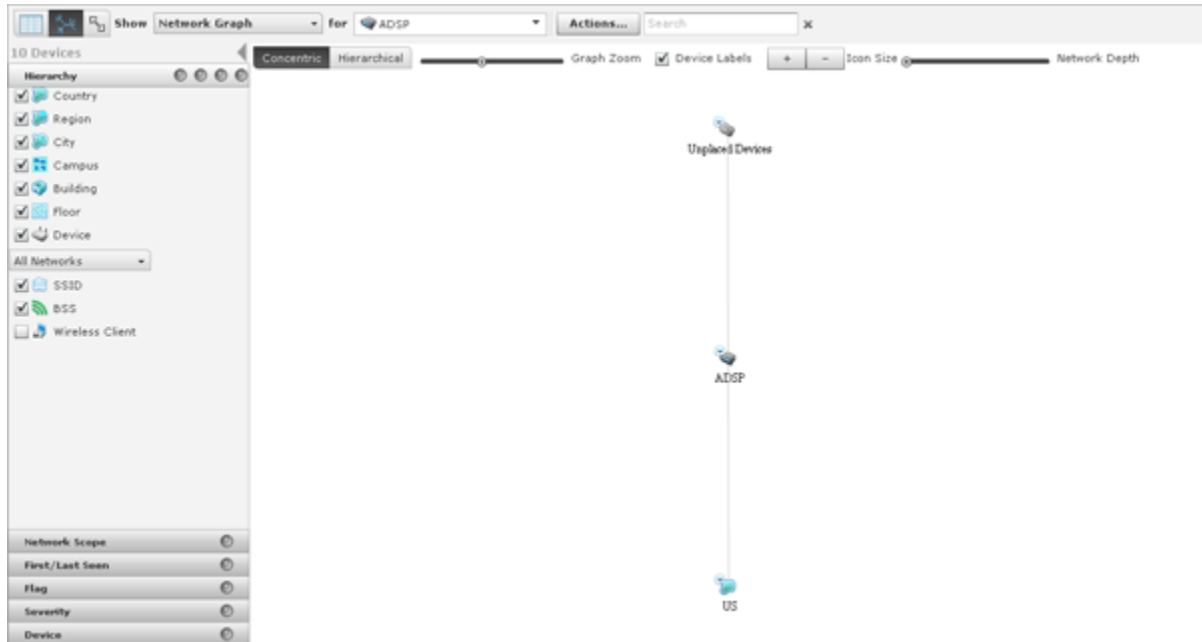 Show Network Graph for ADSP Actions... Search
10 Devices
Concentric Hierarchical Graph Zoom Device Labels + - Icon Size Network Depth
Hierarchy
Country
Region
City
Campus
Building
Floor
Device
All Networks
SSID
BSS
Wireless Client
Unplaced Devices
ADSP
US
Network Scope
First/Last Seen
Flag
Severity
Device